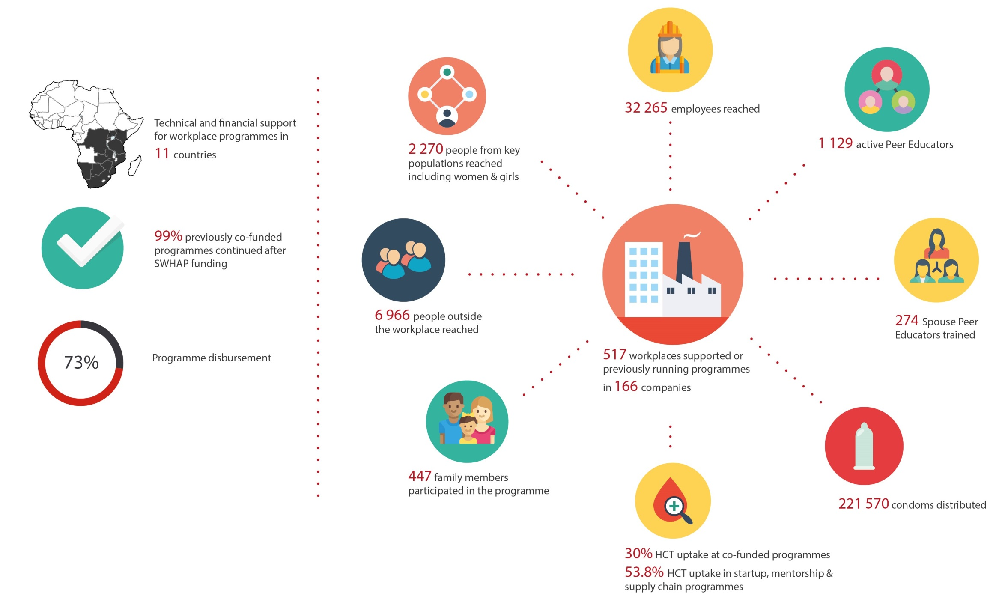 Technical and financial support
for workplace programmes in
11 countries
99% previously co-funded
programmes continued after
SWHAP funding
73%
Programme disbursement
32 265 employees reached
1 129 active Peer Educators
2 270 people from key
populations reached
including women & girls
6 966 people outside
the workplace reached
274 Spouse Peer
Educators trained
517 workplaces supported or
previously running programmes
in 166 companies
447 family members
participated in the programme
221 570 condoms distributed
30% HCT uptake at co-funded programmes
53.8% HCT uptake in startup, mentorship &
supply chain programmes